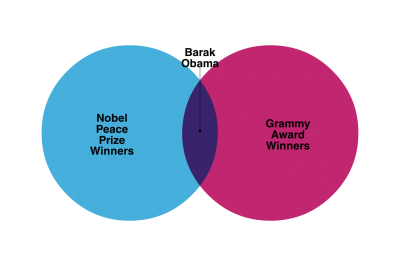 Barak
Obama
Nobel
Peace
Prize
Winners
Grammy
Award
Winners